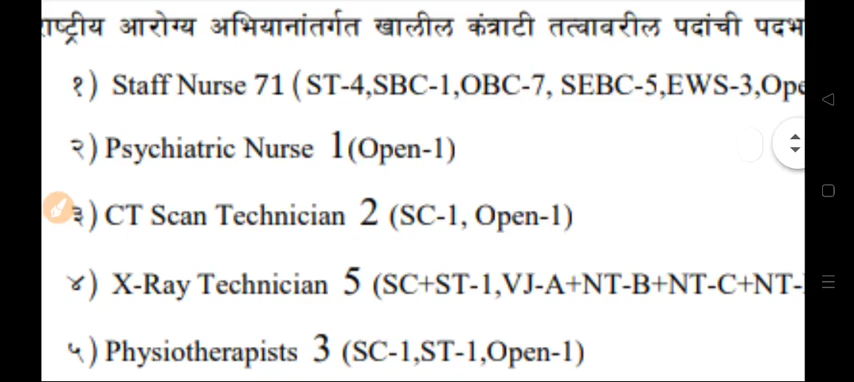 राष्ट्रीय आरोग्य अभियानांतर्गत खालील कंत्राटी तत्वावरील पदांची
१) Staff Nurse 71 ( ST-4,SBC-1,OBC-7, SEBC-5,EWS-3,
२) Psychiatric Nurse 1(Open-1)
३) CT Scan Technician 2 (SC-1, Open-1)
४) X-Ray Technician 5 (SC+ST-1,VJ-A+NT-B+NT-C+NT-
५) Physiotherapists 3 (SC-1,ST-1,Open-1)